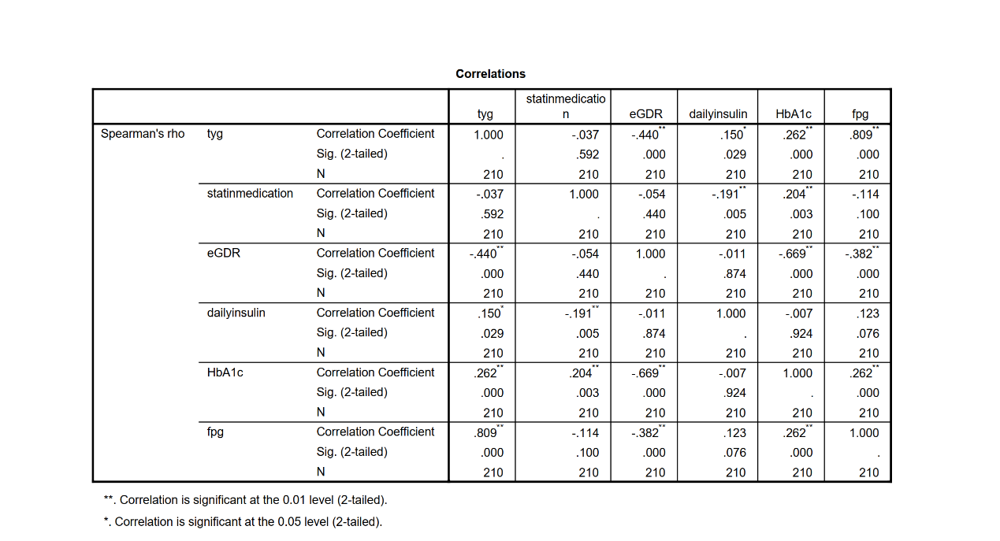 Correlations
tyg statinmedicatio
n eGDR dailyinsulin HbA1c fpg
Spearman's rho tyg Correlation Coefficient 1.000 -.037 -.440** .150* .262** .809**
Sig. (2-tailed) . .592 .000 .029 .000 .000
N 210 210 210 210 210 210
statinmedication Correlation Coefficient -.037 1.000 -.054 -.191** .204** -.114
Sig. (2-tailed) .592 . .440 .005 .003 .100
N 210 210 210 210 210 210
eGDR Correlation Coefficient -.440** -.054 1.000 -.011 -.669** -.382**
Sig. (2-tailed) .000 .440 . .874 .000 .000
N 210 210 210 210 210 210
dailyinsulin Correlation Coefficient .150* -.191** -.011 1.000 -.007 .123
Sig. (2-tailed) .029 .005 .874 . .924 .076
N 210 210 210 210 210 210
HbA1c Correlation Coefficient .262** .204** -.669** -.007 1.000 .262**
Sig. (2-tailed) .000 .003 .000 .924 . .000
N 210 210 210 210 210 210
fpg Correlation Coefficient .809** -.114 -.382** .123 .262** 1.000
Sig. (2-tailed) .000 .100 .000 .076 .000 .
N 210 210 210 210 210 210
**. Correlation is significant at the 0.01 level (2-tailed).
*. Correlation is significant at the 0.05 level (2-tailed).